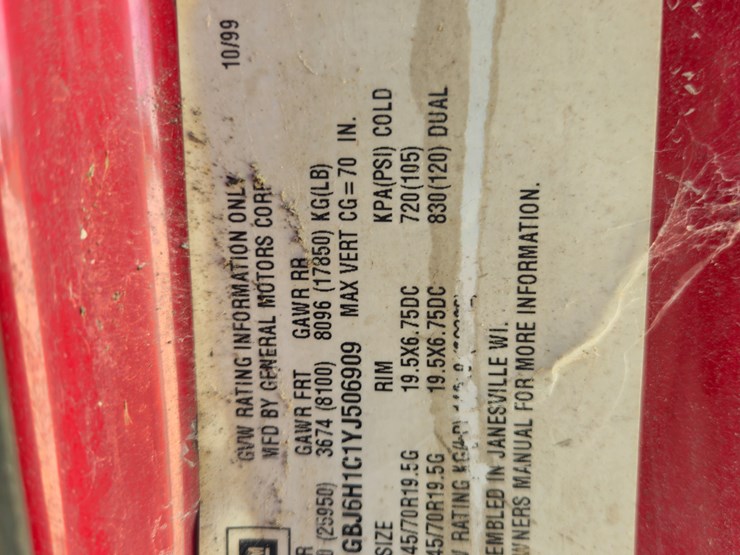 10/99
GVW RATING INFORMATION ONLY
MFD BY GENERAL MOTORS CORP
GAWR FRT GAWR RR
(25950) 3674 (8100) 8096 (17850) KG(LB)
GBJ6H1C1YJ506909 MAX VERT CG=70 IN.
SIZE RIM KPA(PSI) COLD
45/70R19.5G 19.5X6.75DC 720(105)
45/70R19.5G 19.5X6.75DC 830(120) DUAL
RATING
EMBLED IN JANESVILLE WI.
WNERS MANUAL FOR MORE INFORMATION.